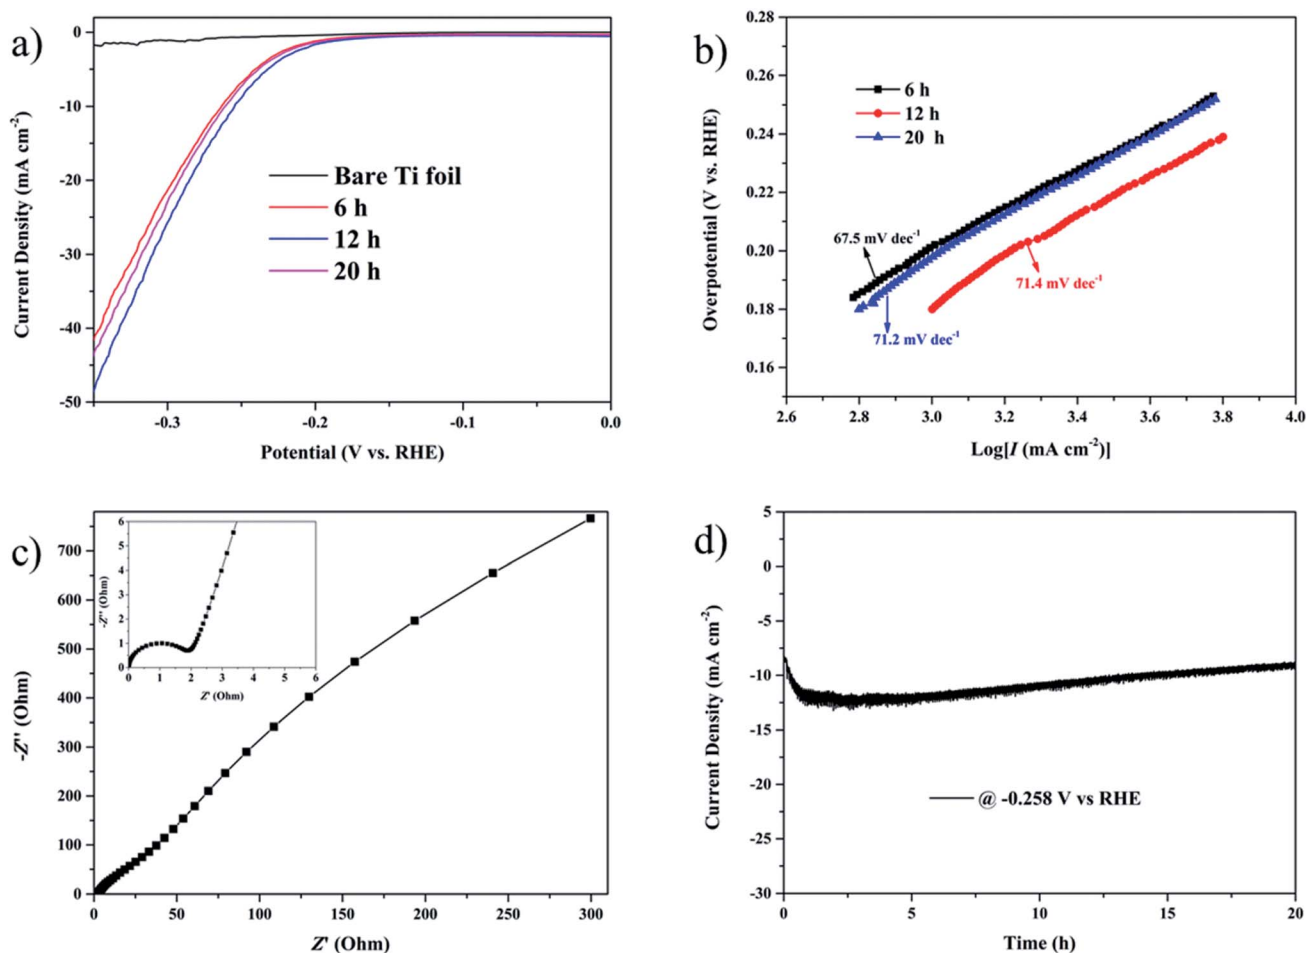 a)
0
-10
-20
-30
-40
-50
-0.3
-0.2
-0.1
0.0
Current Density (mA cm-2)
Potential (V vs. RHE)
Bare Ti foil
6 h
12 h
20 h
b)
0.28
0.26
0.24
0.22
0.20
0.18
0.16
2.6
2.8
3.0
3.2
3.4
3.6
3.8
4.0
Overpotential (V vs. RHE)
Log[I (mA cm-2)]
6 h
12 h
20 h
67.5 mV dec-1
71.4 mV dec-1
71.2 mV dec-1
c)
700
650
600
550
500
450
400
350
300
250
200
150
100
50
0
0
50
100
150
200
250
300
-Z'' (Ohm)
Z' (Ohm)
6
5
4
3
2
1
0
0
1
2
3
4
5
6
-Z'' (Ohm)
Z' (Ohm)
d)
5
0
-5
-10
-15
-20
-25
-30
0
5
10
15
20
Current Density (mA cm-2)
Time (h)
@ -0.258 V vs RHE